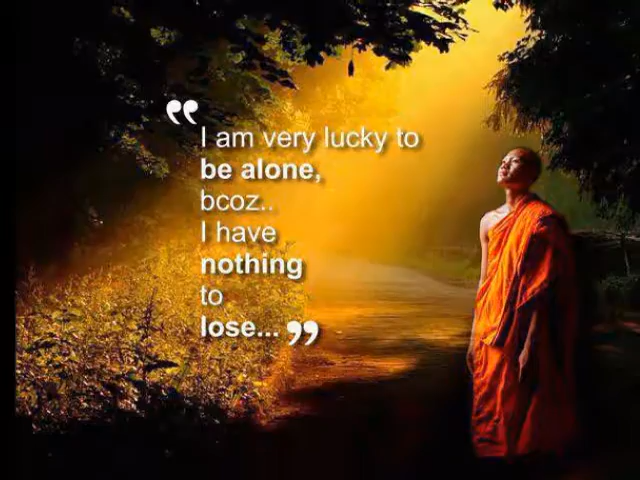 “I am very lucky to
be alone,
bcoz..
I have
nothing
to
lose...”